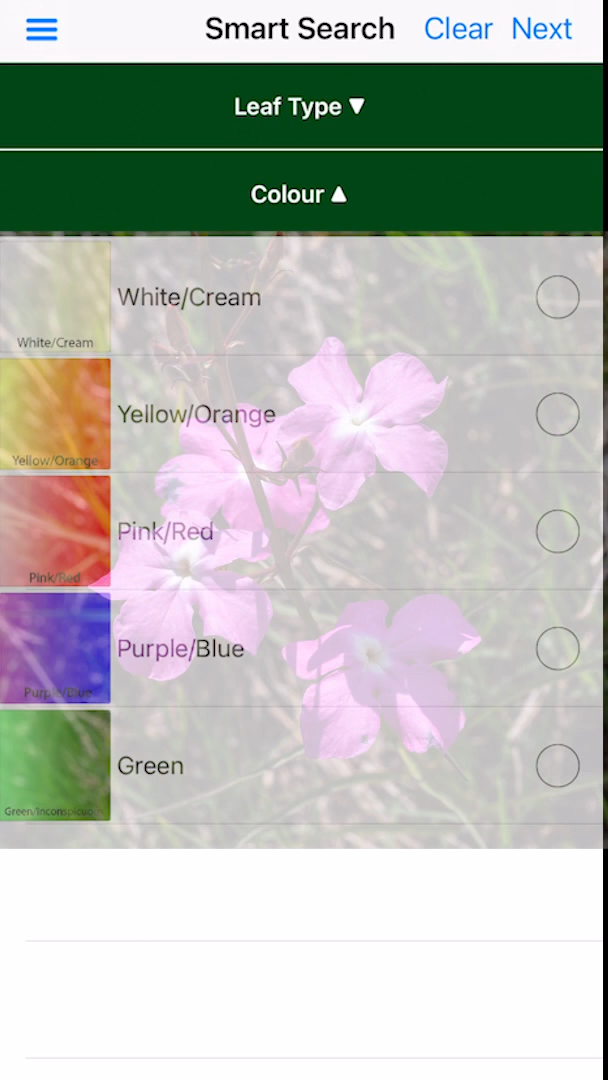 Smart Search Clear Next
Leaf Type ▼
Colour ▲
White/Cream
White/Cream
Yellow/Orange
Yellow/Orange
Pink/Red
Pink/Red
Purple/Blue
Purple/Blue
Green
Green/Inconspicuous